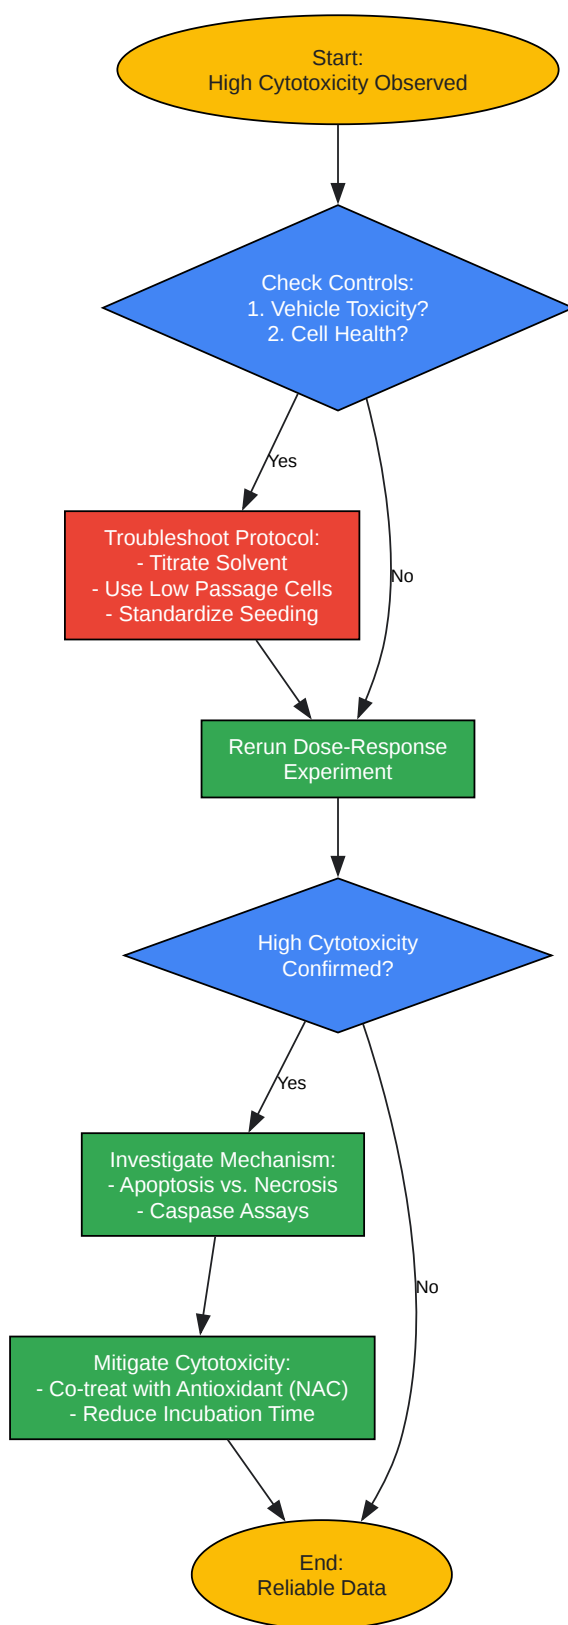 Start:
High Cytotoxicity Observed
Check Controls:
1. Vehicle Toxicity?
2. Cell Health?
Yes
Troubleshoot Protocol:
- Titrate Solvent
- Use Low Passage Cells
- Standardize Seeding
No
Rerun Dose-Response
Experiment
High Cytotoxicity
Confirmed?
Yes
Investigate Mechanism:
- Apoptosis vs. Necrosis
- Caspase Assays
No
Mitigate Cytotoxicity:
- Co-treat with Antioxidant (NAC)
- Reduce Incubation Time
End:
Reliable Data